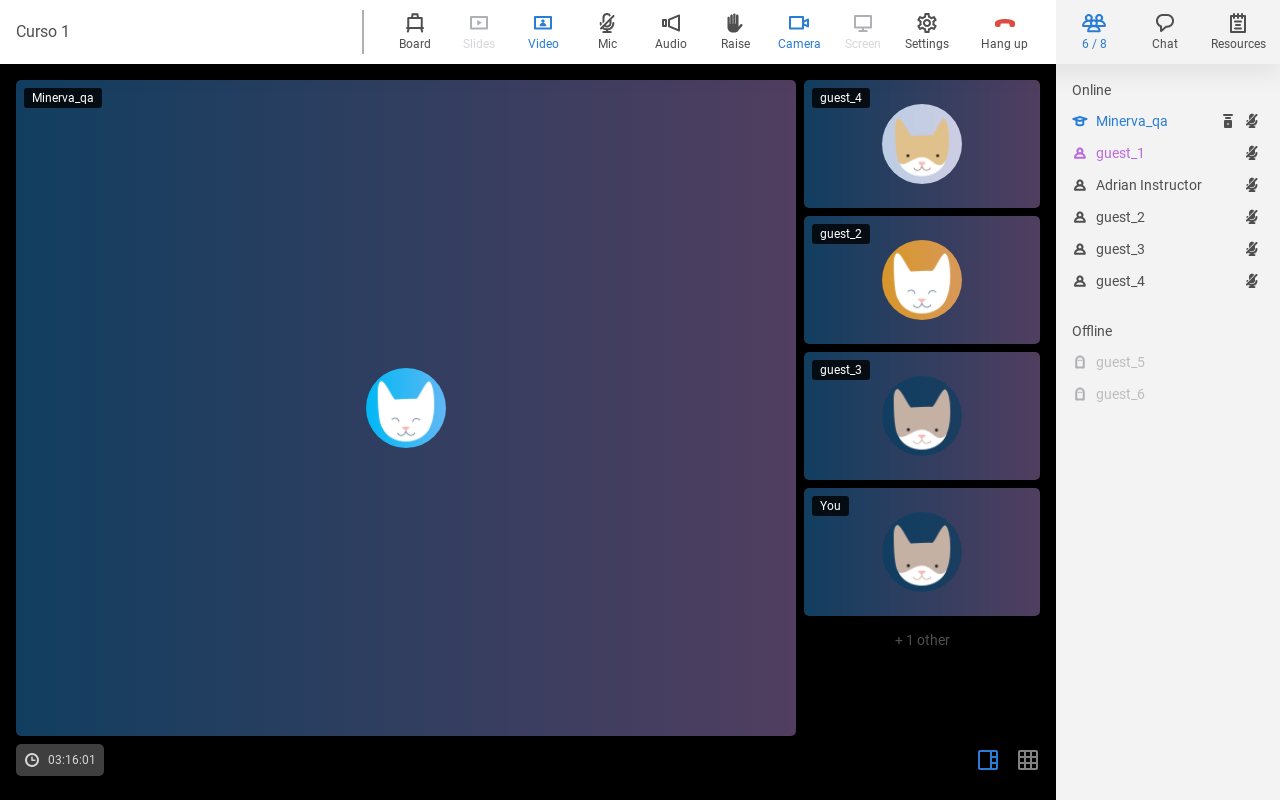 Curso 1
Board
Slides
Video
Mic
Audio
Raise
Camera
Screen
Settings
Hang up
6 / 8
Chat
Resources
Minerva_qa
guest_4
guest_2
guest_3
You
+ 1 other
03:16:01
Online
Minerva_qa
guest_1
Adrian Instructor
guest_2
guest_3
guest_4
Offline
guest_5
guest_6